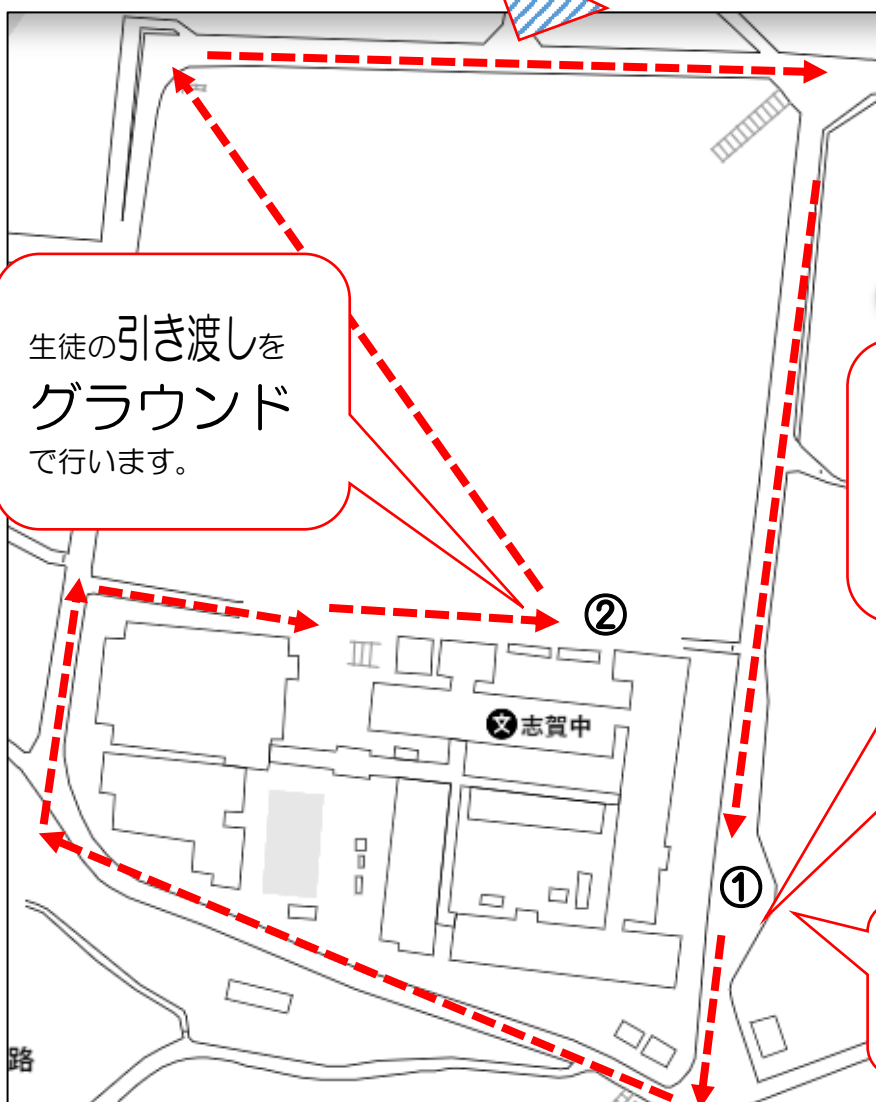 生徒の引き渡しを
グラウンド
で行います。
②
志賀中
①
路